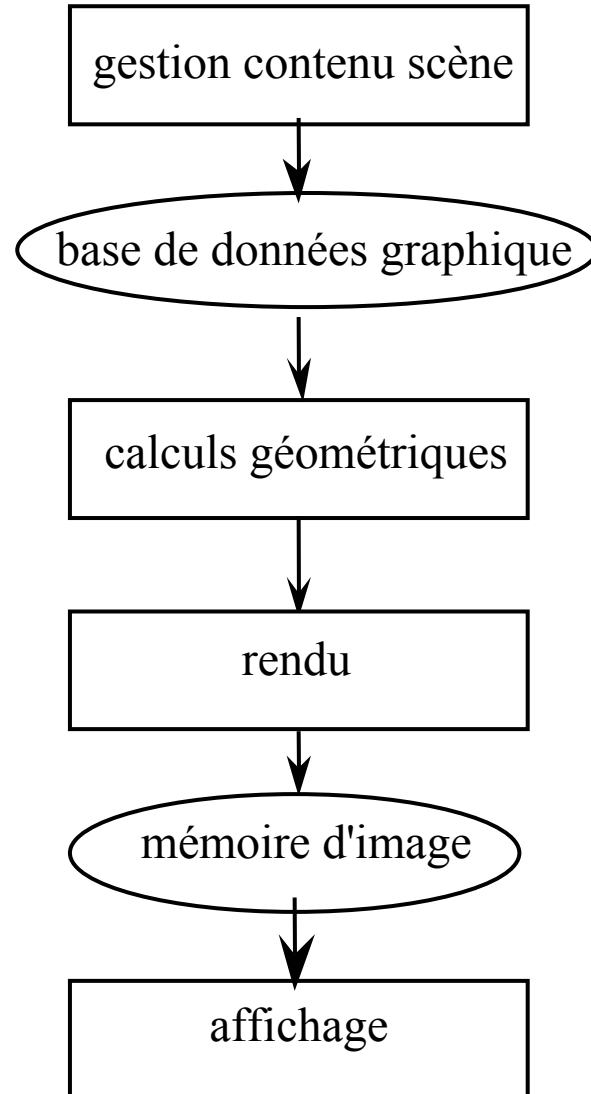 gestion contenu scène
base de données graphique
calculs géométriques
rendu
mémoire d'image
affichage